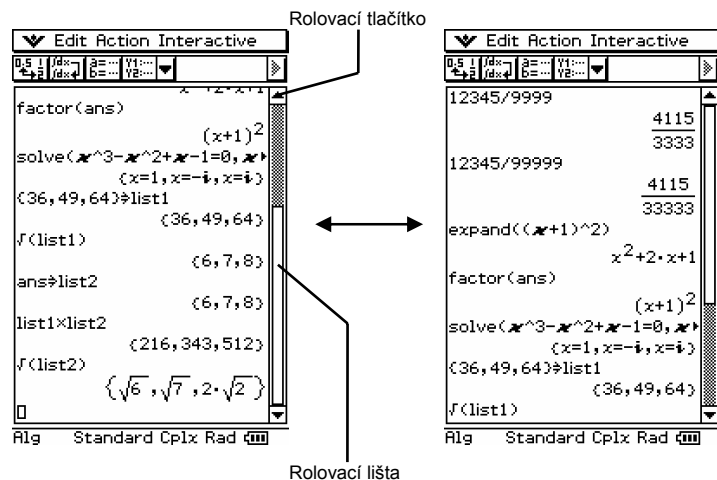 Rolovací tlačítko
Edit Action Interactive
factor(ans)
(x+1)²
solve(x^3-x^2+x-1=0,x
{x=1,x=-i,x=i}
{36,49,64}⇒list1
{36,49,64}
√(list1)
{6,7,8}
ans⇒list2
{6,7,8}
list1×list2
{216,343,512}
√(list2)
{√6,√7,2·√2}
Alg Standard Cplx Rad
Edit Action Interactive
12345/9999
4115
3333
12345/99999
4115
33333
expand((x+1)^2)
x²+2·x+1
factor(ans)
(x+1)²
solve(x^3-x^2+x-1=0,x
{x=1,x=-i,x=i}
{36,49,64}⇒list1
{36,49,64}
√(list1)
Alg Standard Cplx Rad
Rolovací lišta